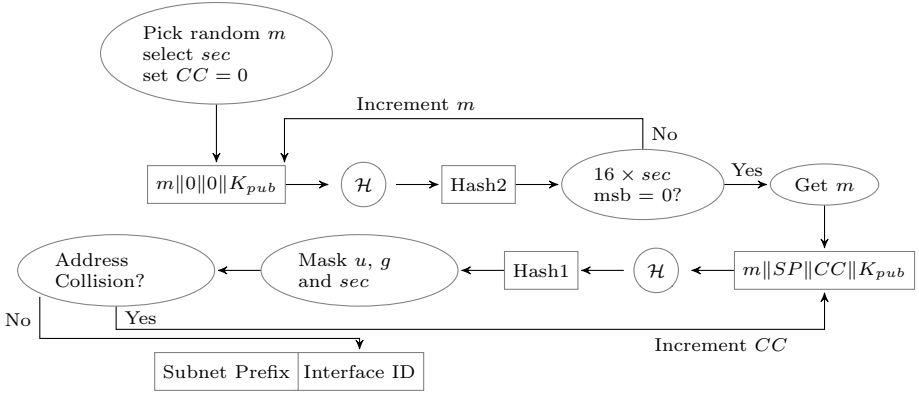 Pick random m
select sec
set CC = 0
Increment m
No
m‖0‖0‖K_pub
H
Hash2
16 × sec
msb = 0?
Yes
Get m
Address
Collision?
Mask u, g
and sec
Hash1
H
m‖SP‖CC‖K_pub
No
Yes
Increment CC
Subnet Prefix
Interface ID